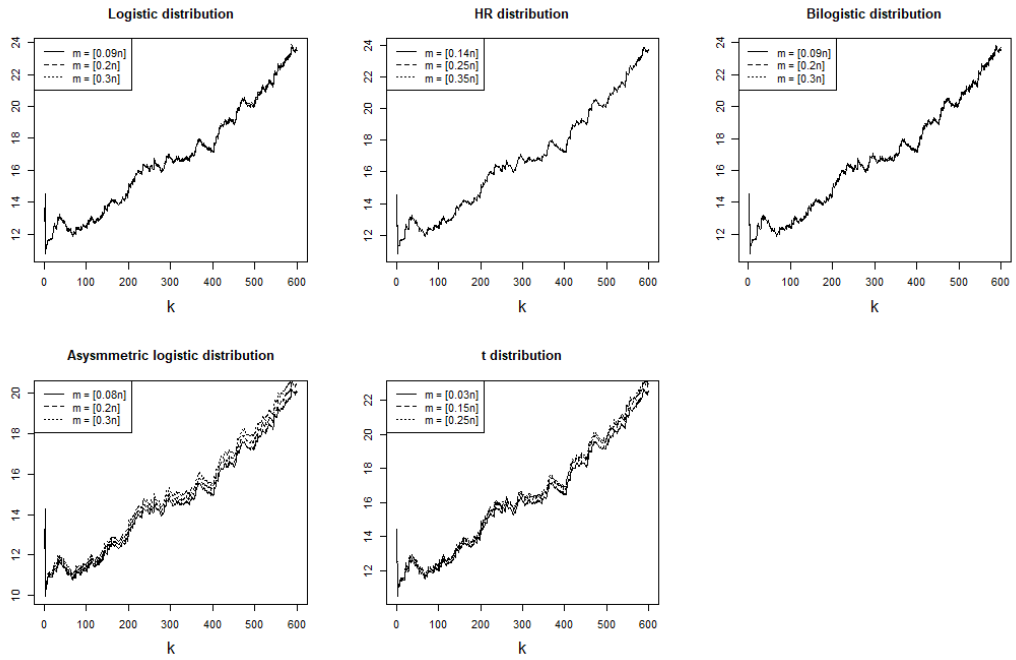 Logistic distribution
24
22
20
18
16
14
12
m = [0.09n]
m = [0.2n]
m = [0.3n]
0 100 200 300 400 500 600
k
HR distribution
24
22
20
18
16
14
12
m = [0.14n]
m = [0.25n]
m = [0.35n]
0 100 200 300 400 500 600
k
Bilogistic distribution
24
22
20
18
16
14
12
m = [0.09n]
m = [0.2n]
m = [0.3n]
0 100 200 300 400 500 600
k
Asysmmetric logistic distribution
20
18
16
14
12
10
m = [0.08n]
m = [0.2n]
m = [0.3n]
0 100 200 300 400 500 600
k
t distribution
22
20
18
16
14
12
m = [0.03n]
m = [0.15n]
m = [0.25n]
0 100 200 300 400 500 600
k